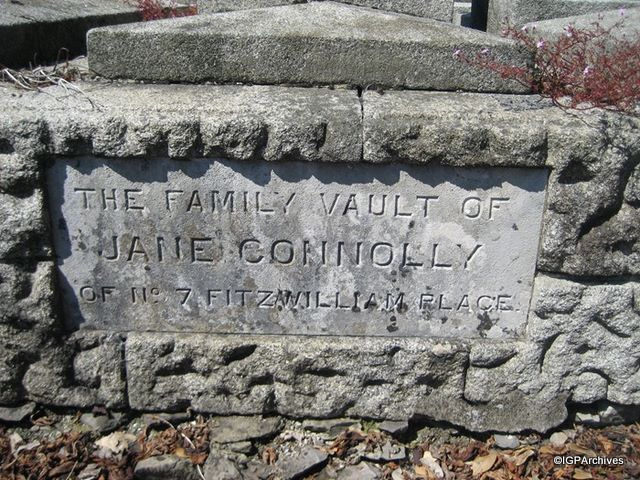 THE FAMILY VAULT OF
JANE CONNOLLY
OF Nº 7 FITZWILLIAM PLACE.
©IGPArchives